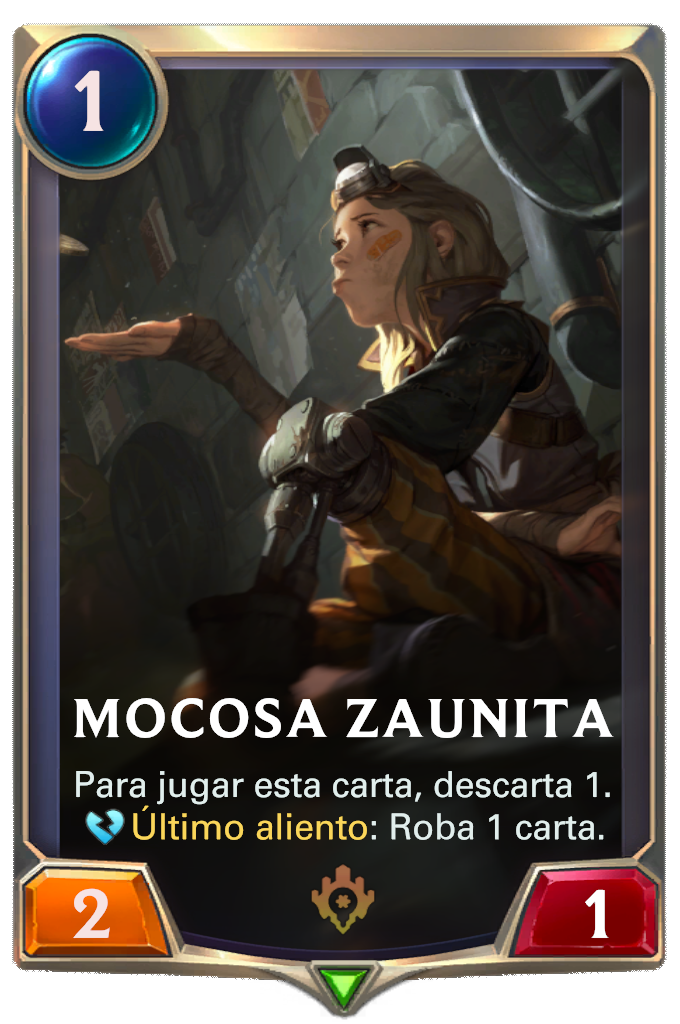 1
MOCOSA ZAUNITA
Para jugar esta carta, descarta 1.
Último aliento: Roba 1 carta.
2 1